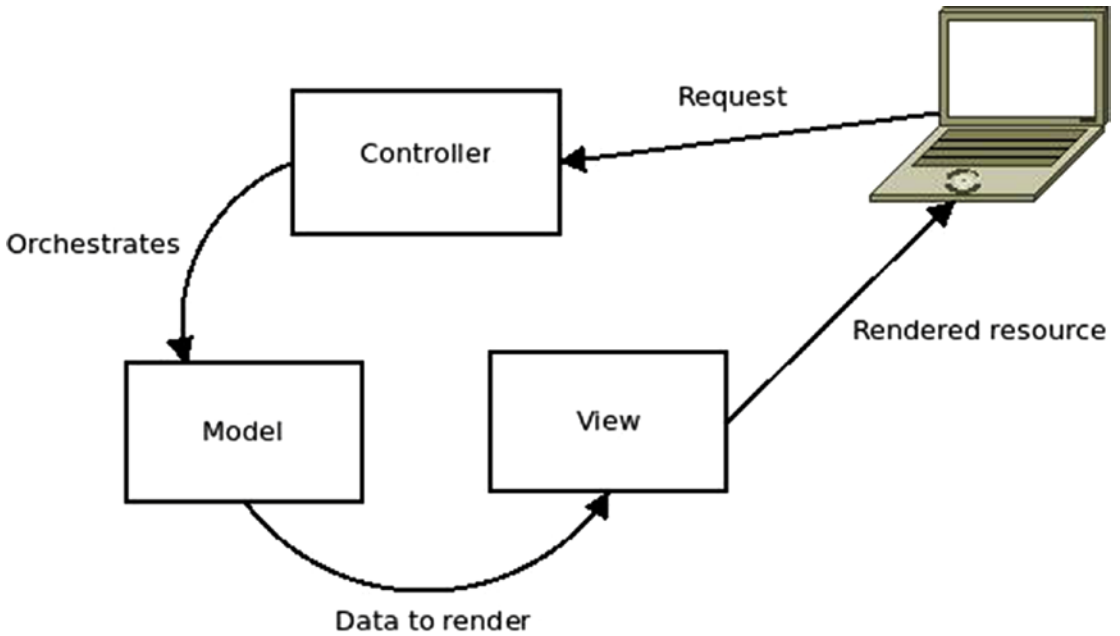 Request
Controller
Orchestrates
Rendered resource
Model
View
Data to render